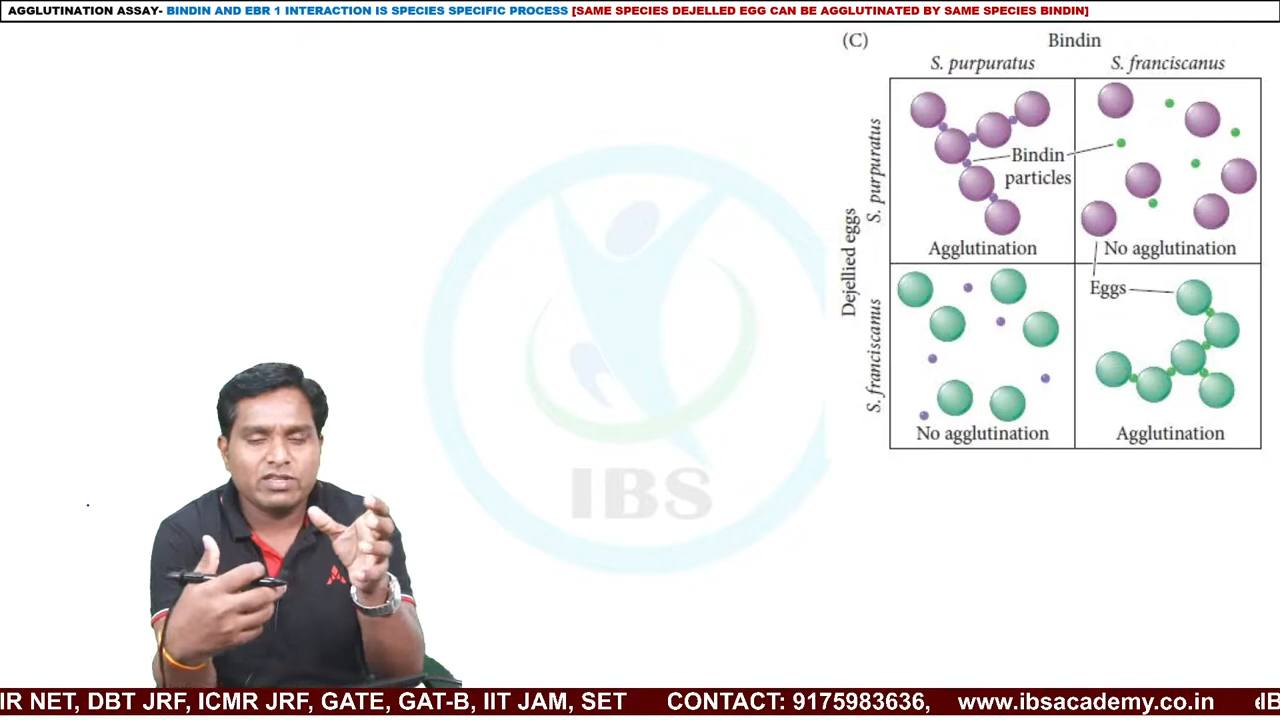 AGGLUTINATION ASSAY- BINDIN AND EBR 1 INTERACTION IS SPECIES SPECIFIC PROCESS [SAME SPECIES DEJELLED EGG CAN BE AGGLUTINATED BY SAME SPECIES BINDIN]
(C)
Bindin
S. purpuratus
S. franciscanus
Dejellied eggs
S. purpuratus
Bindin
particles
Agglutination
No agglutination
S. franciscanus
Eggs
No agglutination
Agglutination
IBS
IR NET, DBT JRF, ICMR JRF, GATE, GAT-B, IIT JAM, SET CONTACT: 9175983636, www.ibsacademy.co.in